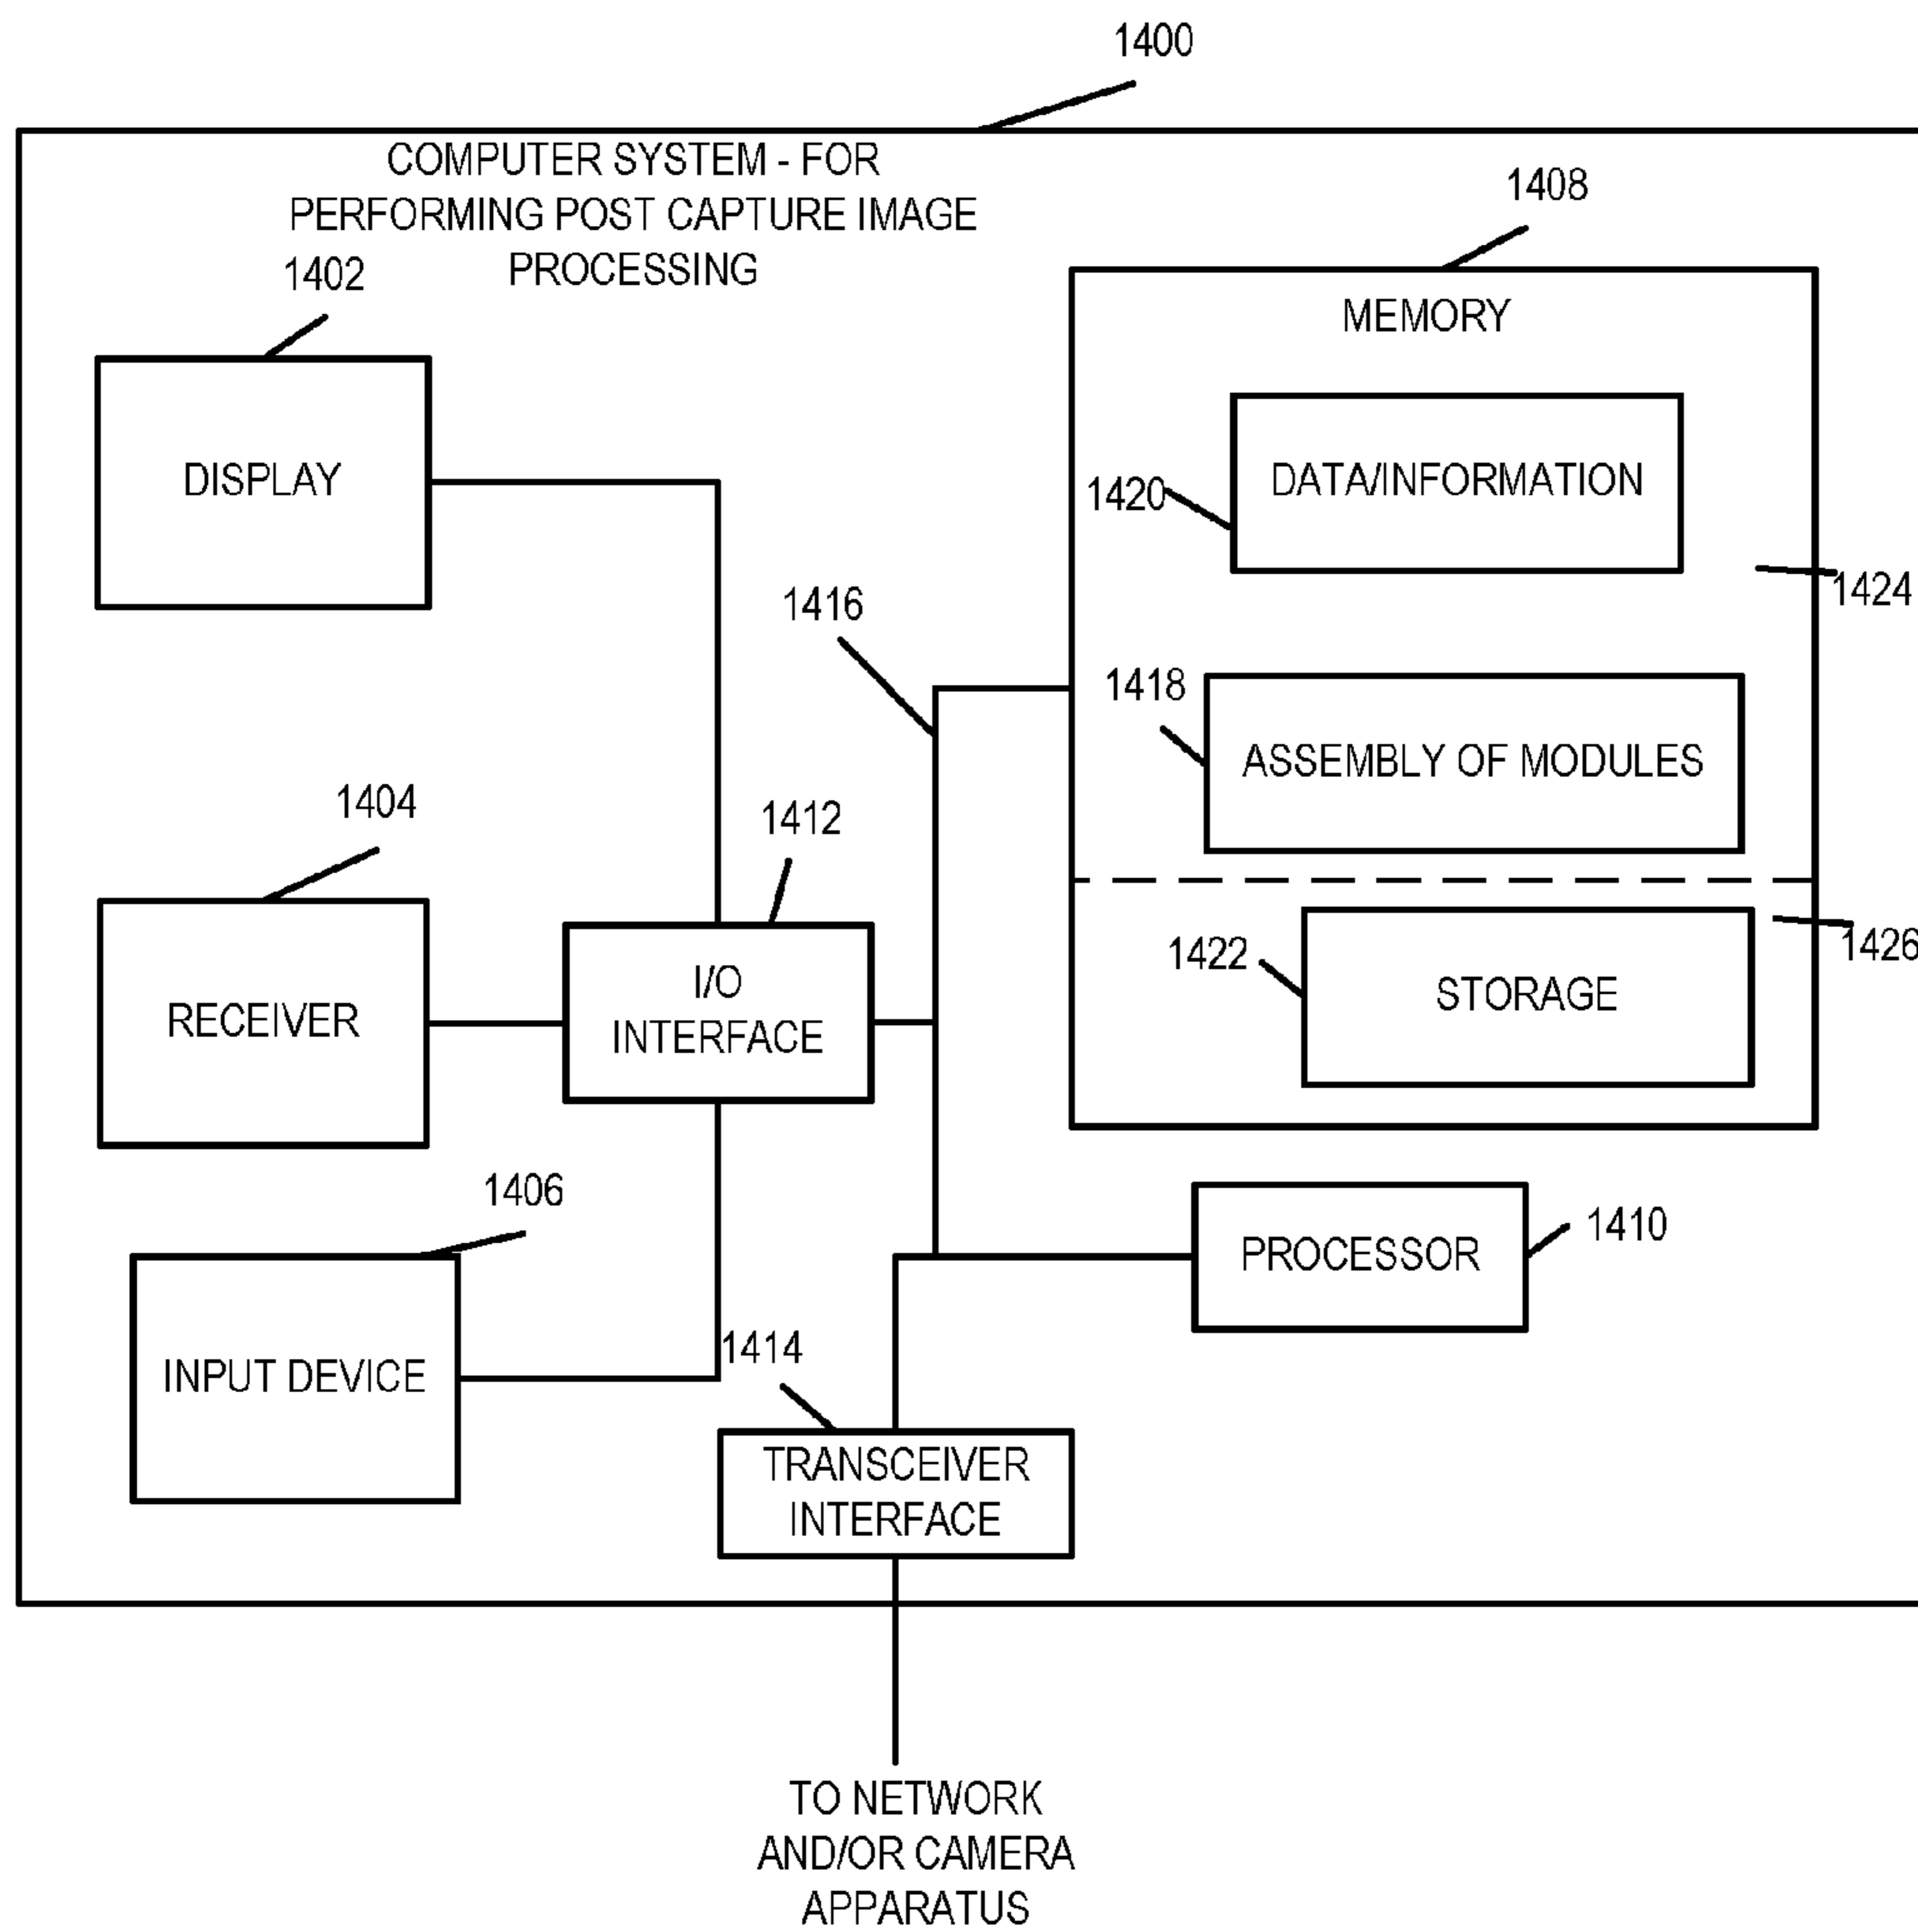 1400
COMPUTER SYSTEM - FOR
PERFORMING POST CAPTURE IMAGE
PROCESSING
1402
DISPLAY
1404
RECEIVER
1406
INPUT DEVICE
1412
I/O
INTERFACE
1416
1408
MEMORY
1420
DATA/INFORMATION
1424
1418
ASSEMBLY OF MODULES
1422
STORAGE
1426
PROCESSOR
1410
1414
TRANSCEIVER
INTERFACE
TO NETWORK
AND/OR CAMERA
APPARATUS